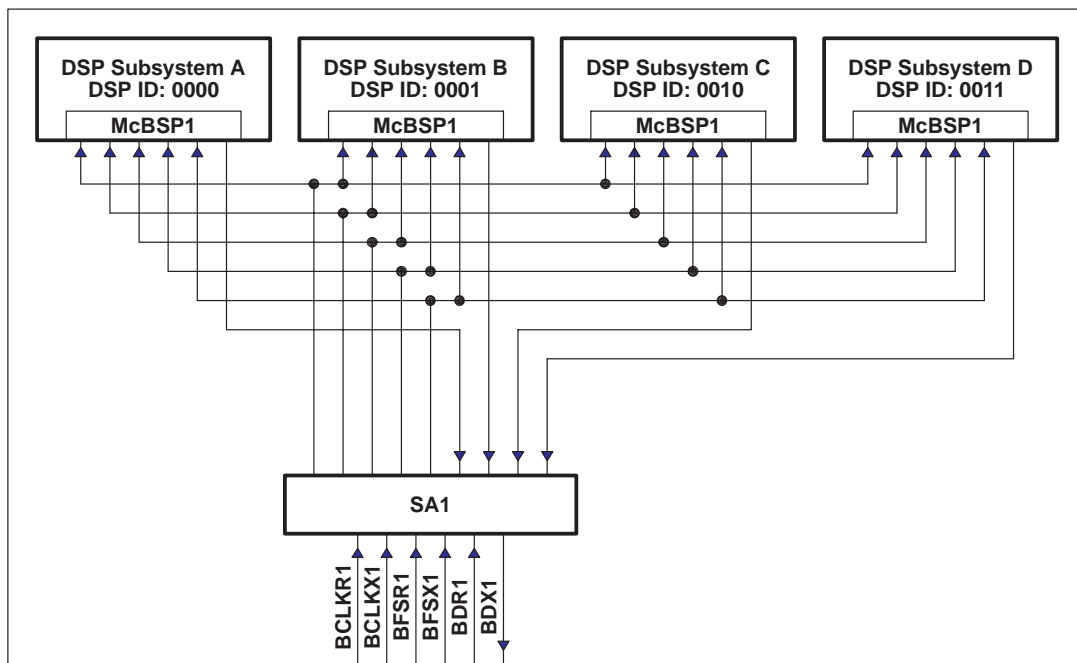 DSP Subsystem A
DSP ID: 0000
McBSP1
DSP Subsystem B
DSP ID: 0001
McBSP1
DSP Subsystem C
DSP ID: 0010
McBSP1
DSP Subsystem D
DSP ID: 0011
McBSP1
SA1
BCLKR1
BCLKX1
BFSR1
BFSX1
BDR1
BDX1